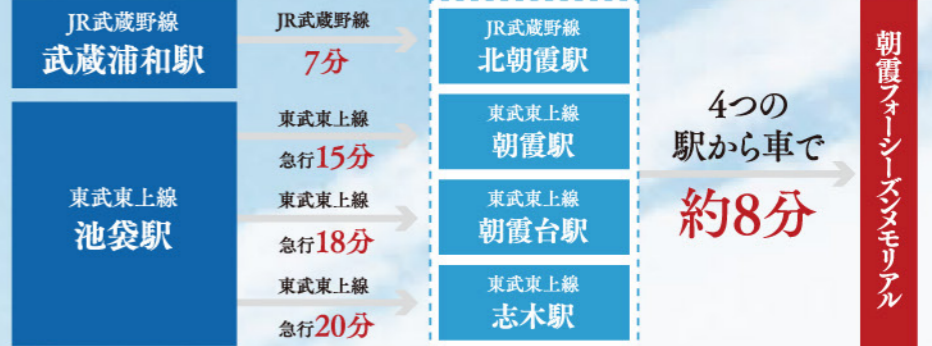 JR武蔵野線
武蔵浦和駅
JR武蔵野線
7分
JR武蔵野線
北朝霞駅
東武東上線
池袋駅
東武東上線
急行15分
東武東上線
朝霞駅
東武東上線
急行18分
東武東上線
朝霞台駅
東武東上線
急行20分
東武東上線
志木駅
4つの
駅から車で
約8分
朝霞フォーシーズンメモリアル